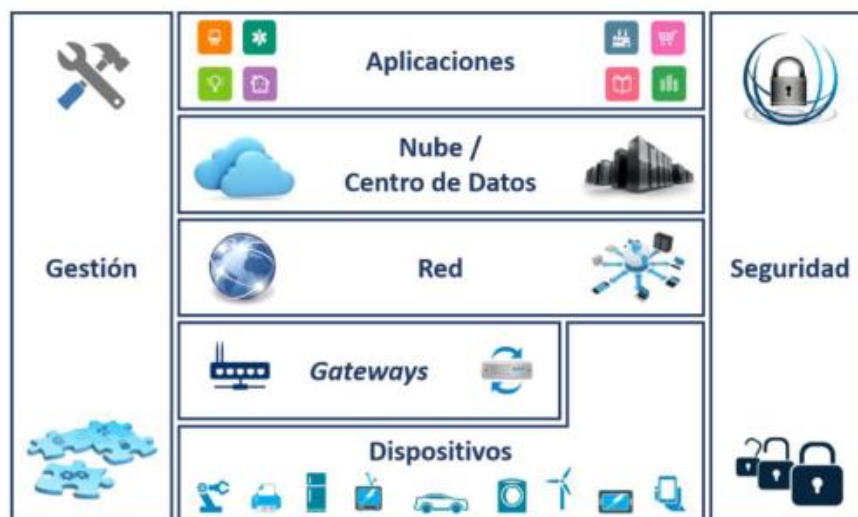 Aplicaciones
Nube /
Centro de Datos
Gestión
Red
Seguridad
Gateways
Dispositivos